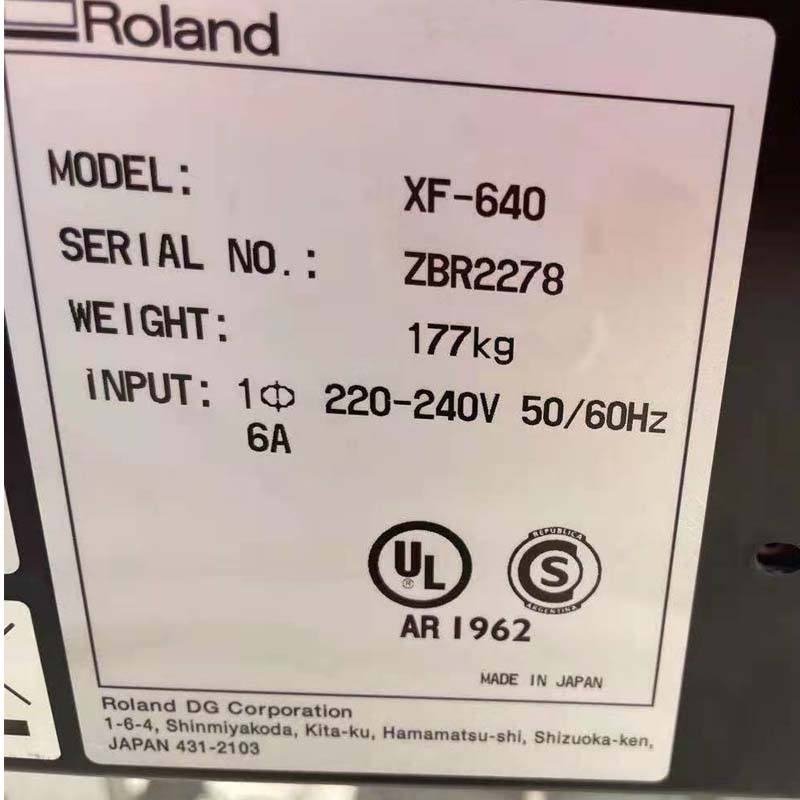 Roland
MODEL: XF-640
SERIAL NO.: ZBR2278
WEIGHT: 177kg
INPUT: 1Φ 220-240V 50/60Hz
6A
UL ®
REPUBLICA
S
ARGENTINA
AR 1962
MADE IN JAPAN
Roland DG Corporation
1-6-4, Shinmiyakoda, Kita-ku, Hamamatsu-shi, Shizuoka-ken,
JAPAN 431-2103